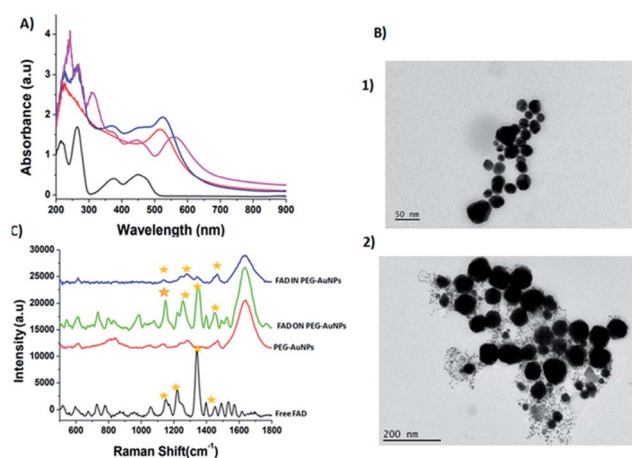 A)
Absorbance (a.u)
4
3
2
1
0
200 300 400 500 600 700 800 900
Wavelength (nm)
B)
1)
50 nm
2)
200 nm
C)
Intensity (a.u)
30000
25000
20000
15000
10000
5000
0
FAD IN PEG-AuNPs
FAD ON PEG-AuNPs
PEG-AuNPs
Free FAD
600 800 1000 1200 1400 1600 1800
Raman Shift(cm-1)